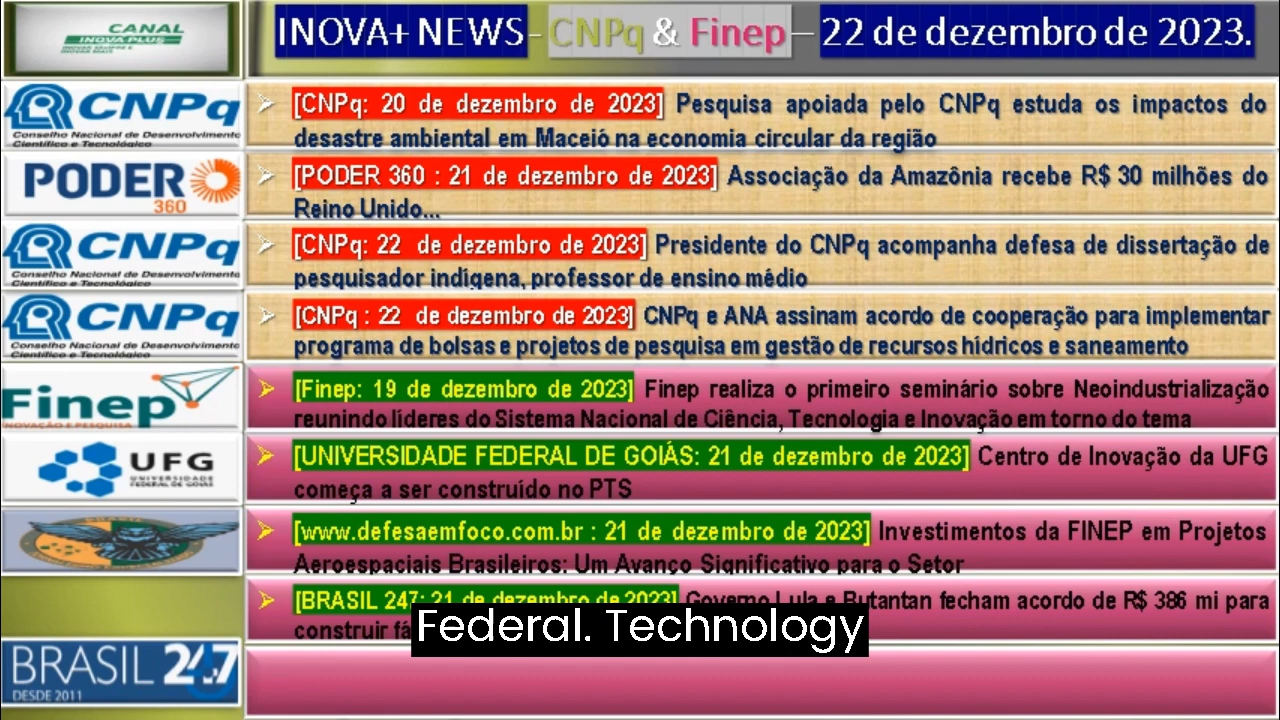 CANAL
INOVA PLUS
INOVA+ NEWS - CNPq & Finep – 22 de dezembro de 2023.
CNPq
Conselho Nacional de Desenvolvimento
Científico e Tecnológico
[CNPq: 20 de dezembro de 2023] Pesquisa apoiada pelo CNPq estuda os impactos do
desastre ambiental em Maceió na economia circular da região
PODER
360
[PODER 360 : 21 de dezembro de 2023] Associação da Amazônia recebe R$ 30 milhões do
Reino Unido...
CNPq
Conselho Nacional de Desenvolvimento
Científico e Tecnológico
[CNPq: 22 de dezembro de 2023] Presidente do CNPq acompanha defesa de dissertação de
pesquisador indígena, professor de ensino médio
CNPq
Conselho Nacional de Desenvolvimento
Científico e Tecnológico
[CNPq : 22 de dezembro de 2023] CNPq e ANA assinam acordo de cooperação para implementar
programa de bolsas e projetos de pesquisa em gestão de recursos hídricos e saneamento
Finep
INOVAÇÃO E PESQUISA
[Finep: 19 de dezembro de 2023] Finep realiza o primeiro seminário sobre Neoindustrialização
reunindo líderes do Sistema Nacional de Ciência, Tecnologia e Inovação em torno do tema
UFG
UNIVERSIDADE
FEDERAL DE GOIÁS
[UNIVERSIDADE FEDERAL DE GOIÁS: 21 de dezembro de 2023] Centro de Inovação da UFG
começa a ser construído no PTS
[www.defesaemfoco.com.br : 21 de dezembro de 2023] Investimentos da FINEP em Projetos
Aeroespaciais Brasileiros: Um Avanço Significativo para o Setor
[BRASIL 247: 21 de dezembro de 2023] Governo Lula e Butantan fecham acordo de R$ 386 mi para
construir
Federal. Technology
BRASIL 247
DESDE 2011